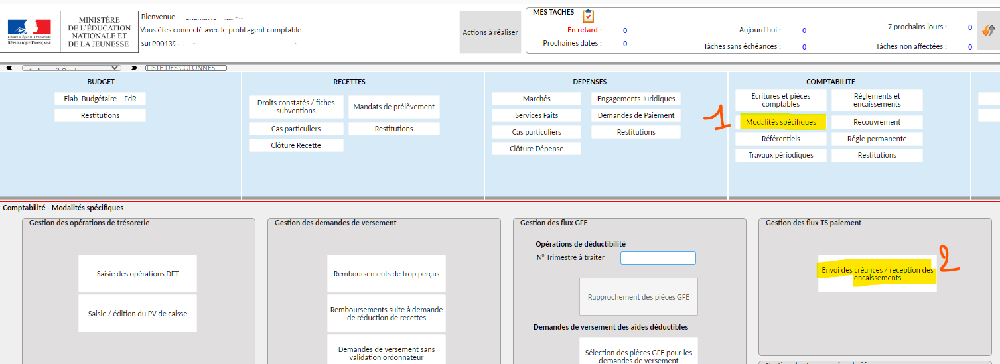 MINISTÈRE
DE L'ÉDUCATION
NATIONALE ET
DE LA JEUNESSE
Liberté • Égalité • Fraternité
RÉPUBLIQUE FRANÇAISE
Bienvenue
Vous êtes connecté avec le profil agent comptable
sur P00139
Actions à réaliser
MES TACHES
En retard : 0
Aujourd'hui : 0
7 prochains jours : 0
Prochaines dates : 0
Tâches sans échéances : 0
Tâches non affectées : 0
LISTE DES COLONNES
BUDGET
Elab. Budgétaire – FdR
Restitutions
RECETTES
Droits constatés / fiches
subventions
Mandats de prélèvement
Cas particuliers
Restitutions
Clôture Recette
DEPENSES
Marchés
Engagements Juridiques
Services Faits
Demandes de Paiement
Cas particuliers
Restitutions
Clôture Dépense
COMPTABILITE
Ecritures et pièces
comptables
Règlements et
encaissements
1
Modalités spécifiques
Recouvrement
Référentiels
Régie permanente
Travaux périodiques
Restitutions
Comptabilité - Modalités spécifiques
Gestion des opérations de trésorerie
Saisie des opérations DFT
Saisie / édition du PV de caisse
Gestion des demandes de versement
Remboursements de trop perçus
Remboursements suite à demande
de réduction de recettes
Demandes de versement sans
validation ordonnateur
Gestion des flux GFE
Opérations de déductibilité
N° Trimestre à traiter
Rapprochement des pièces GFE
Demandes de versement des aides déductibles
Sélection des pièces GFE pour les
demandes de versement
Gestion des flux TS paiement
2
Envoi des créances / réception des
encaissements